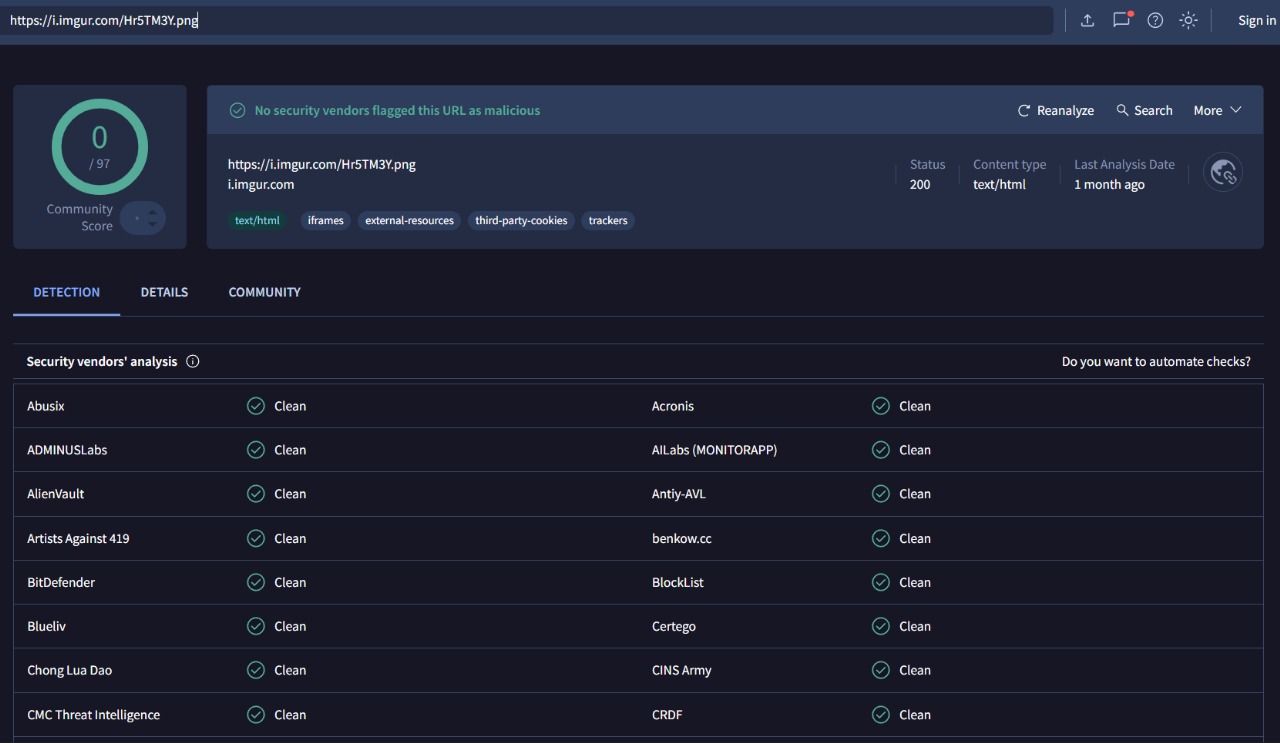 https://i.imgur.com/Hr5TM3Y.png
Sign in
0
/ 97
Community
Score
No security vendors flagged this URL as malicious
Reanalyze
Search
More
https://i.imgur.com/Hr5TM3Y.png
i.imgur.com
Status
200
Content type
text/html
Last Analysis Date
1 month ago
text/html
iframes
external-resources
third-party-cookies
trackers
DETECTION
DETAILS
COMMUNITY
Security vendors' analysis
Do you want to automate checks?
Abusix Clean Acronis Clean
ADMINUSLabs Clean AILabs (MONITORAPP) Clean
AlienVault Clean Antiy-AVL Clean
Artists Against 419 Clean benkow.cc Clean
BitDefender Clean BlockList Clean
Blueliv Clean Certego Clean
Chong Lua Dao Clean CINS Army Clean
CMC Threat Intelligence Clean CRDF Clean